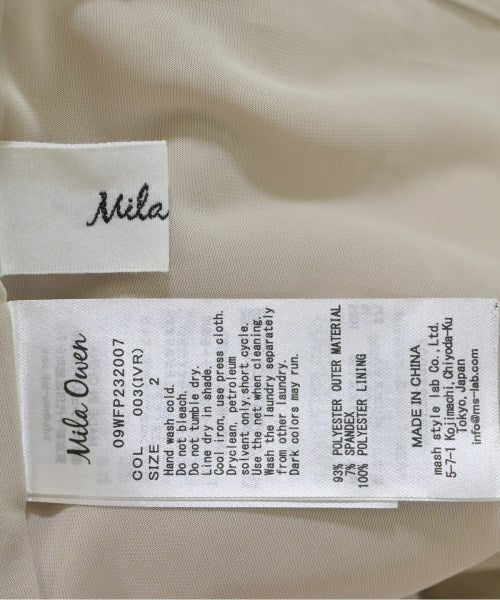 Mila
Mila Owen
09WFP232007
COL 003(IVR)
SIZE 2
Hand wash cold.
Do not bleach.
Do not tumble dry.
Line dry in shade.
Cool iron, use press cloth.
Dryclean, petroleum
solvent only,short cycle.
Use the net when cleaning.
Wash the laundry separately
from other laundry.
Dark colors may run.
93% POLYESTER OUTER MATERIAL
7% SPANDEX
100% POLYESTER LINING
MADE IN CHINA
mash style lab Co.,Ltd.
5-7-1 Kojimachi, Chiyoda-Ku
Tokyo, Japan
info@ms-lab.com